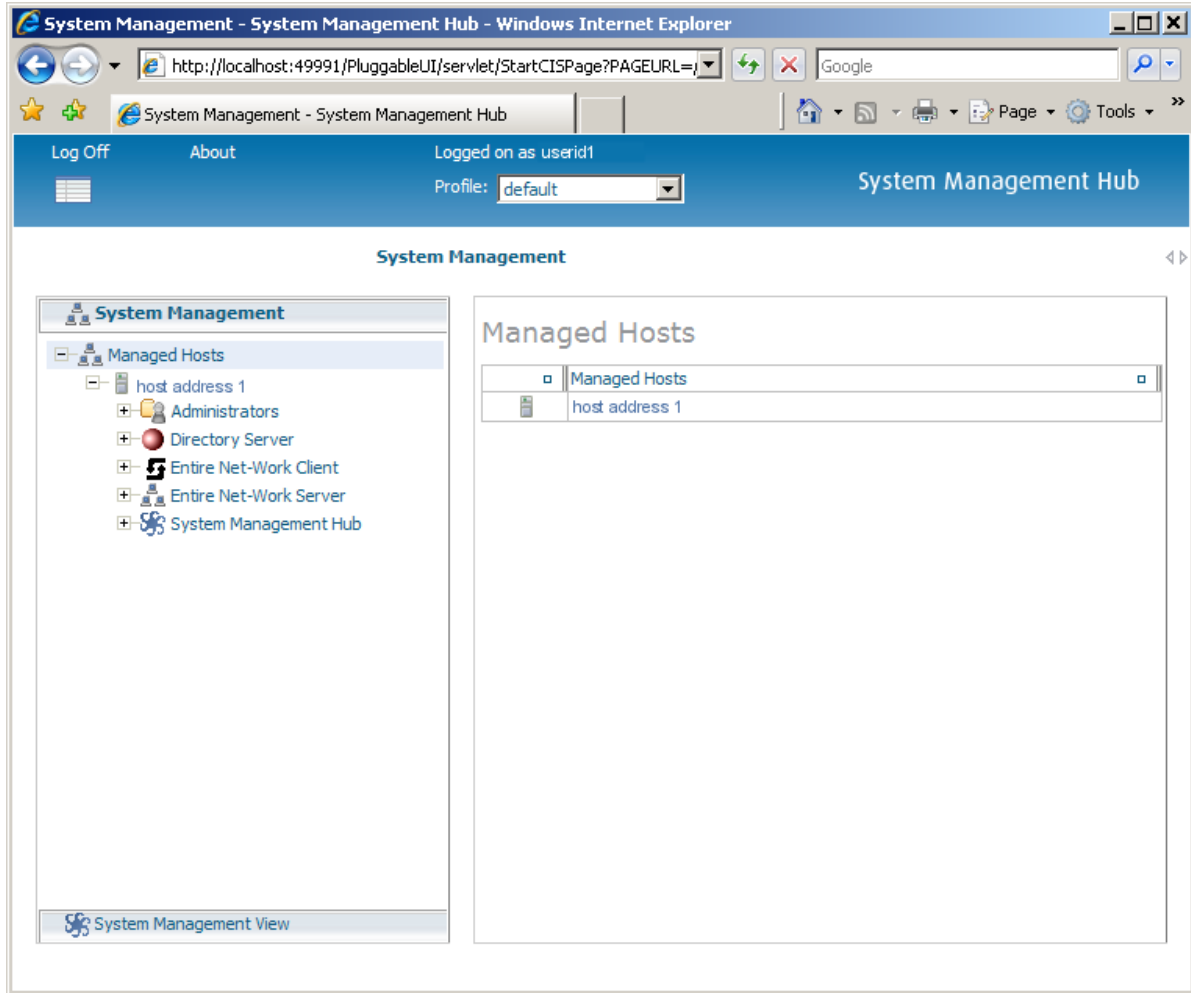 System Management - System Management Hub - Windows Internet Explorer
http://localhost:49991/PluggableUI/servlet/StartCISPage?PAGEURL=/
Google
System Management - System Management Hub
Page
Tools
»
Log Off
About
Logged on as userid1
Profile: default
System Management Hub
System Management
System Management
Managed Hosts
host address 1
Administrators
Directory Server
Entire Net-Work Client
Entire Net-Work Server
System Management Hub
System Management View
Managed Hosts
Managed Hosts
host address 1